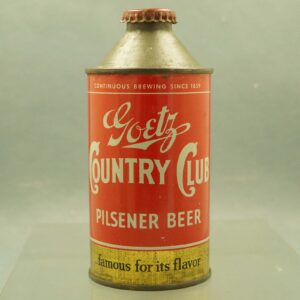 CONTINUOUS BREWING SINCE 1859
Goetz
COUNTRY CLUB
PILSENER BEER
famous for its flavor